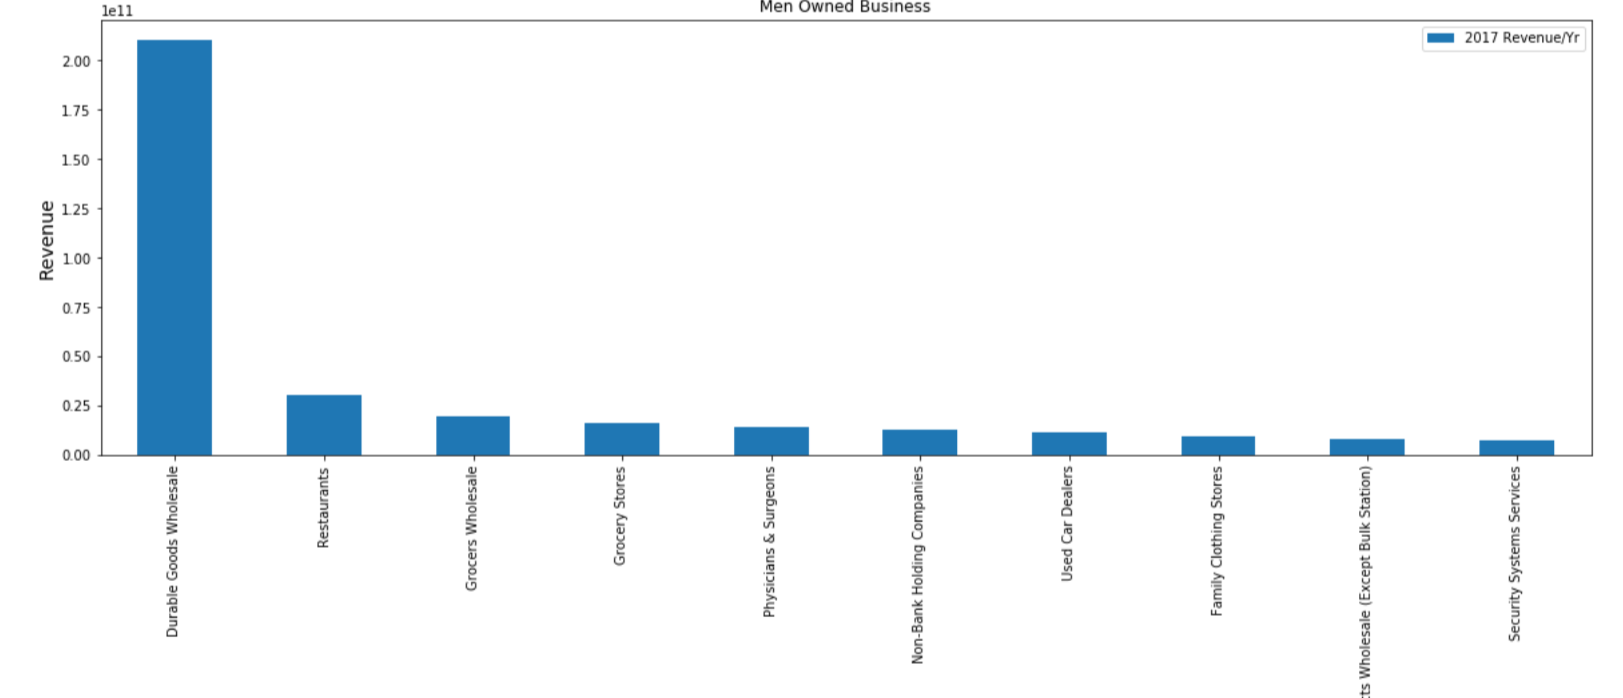 Men Owned Business
1e11
2017 Revenue/Yr
Revenue
2.00
1.75
1.50
1.25
1.00
0.75
0.50
0.25
0.00
Durable Goods Wholesale
Restaurants
Grocers Wholesale
Grocery Stores
Physicians & Surgeons
Non-Bank Holding Companies
Used Car Dealers
Family Clothing Stores
Wholesale (Except Bulk Station)
Security Systems Services